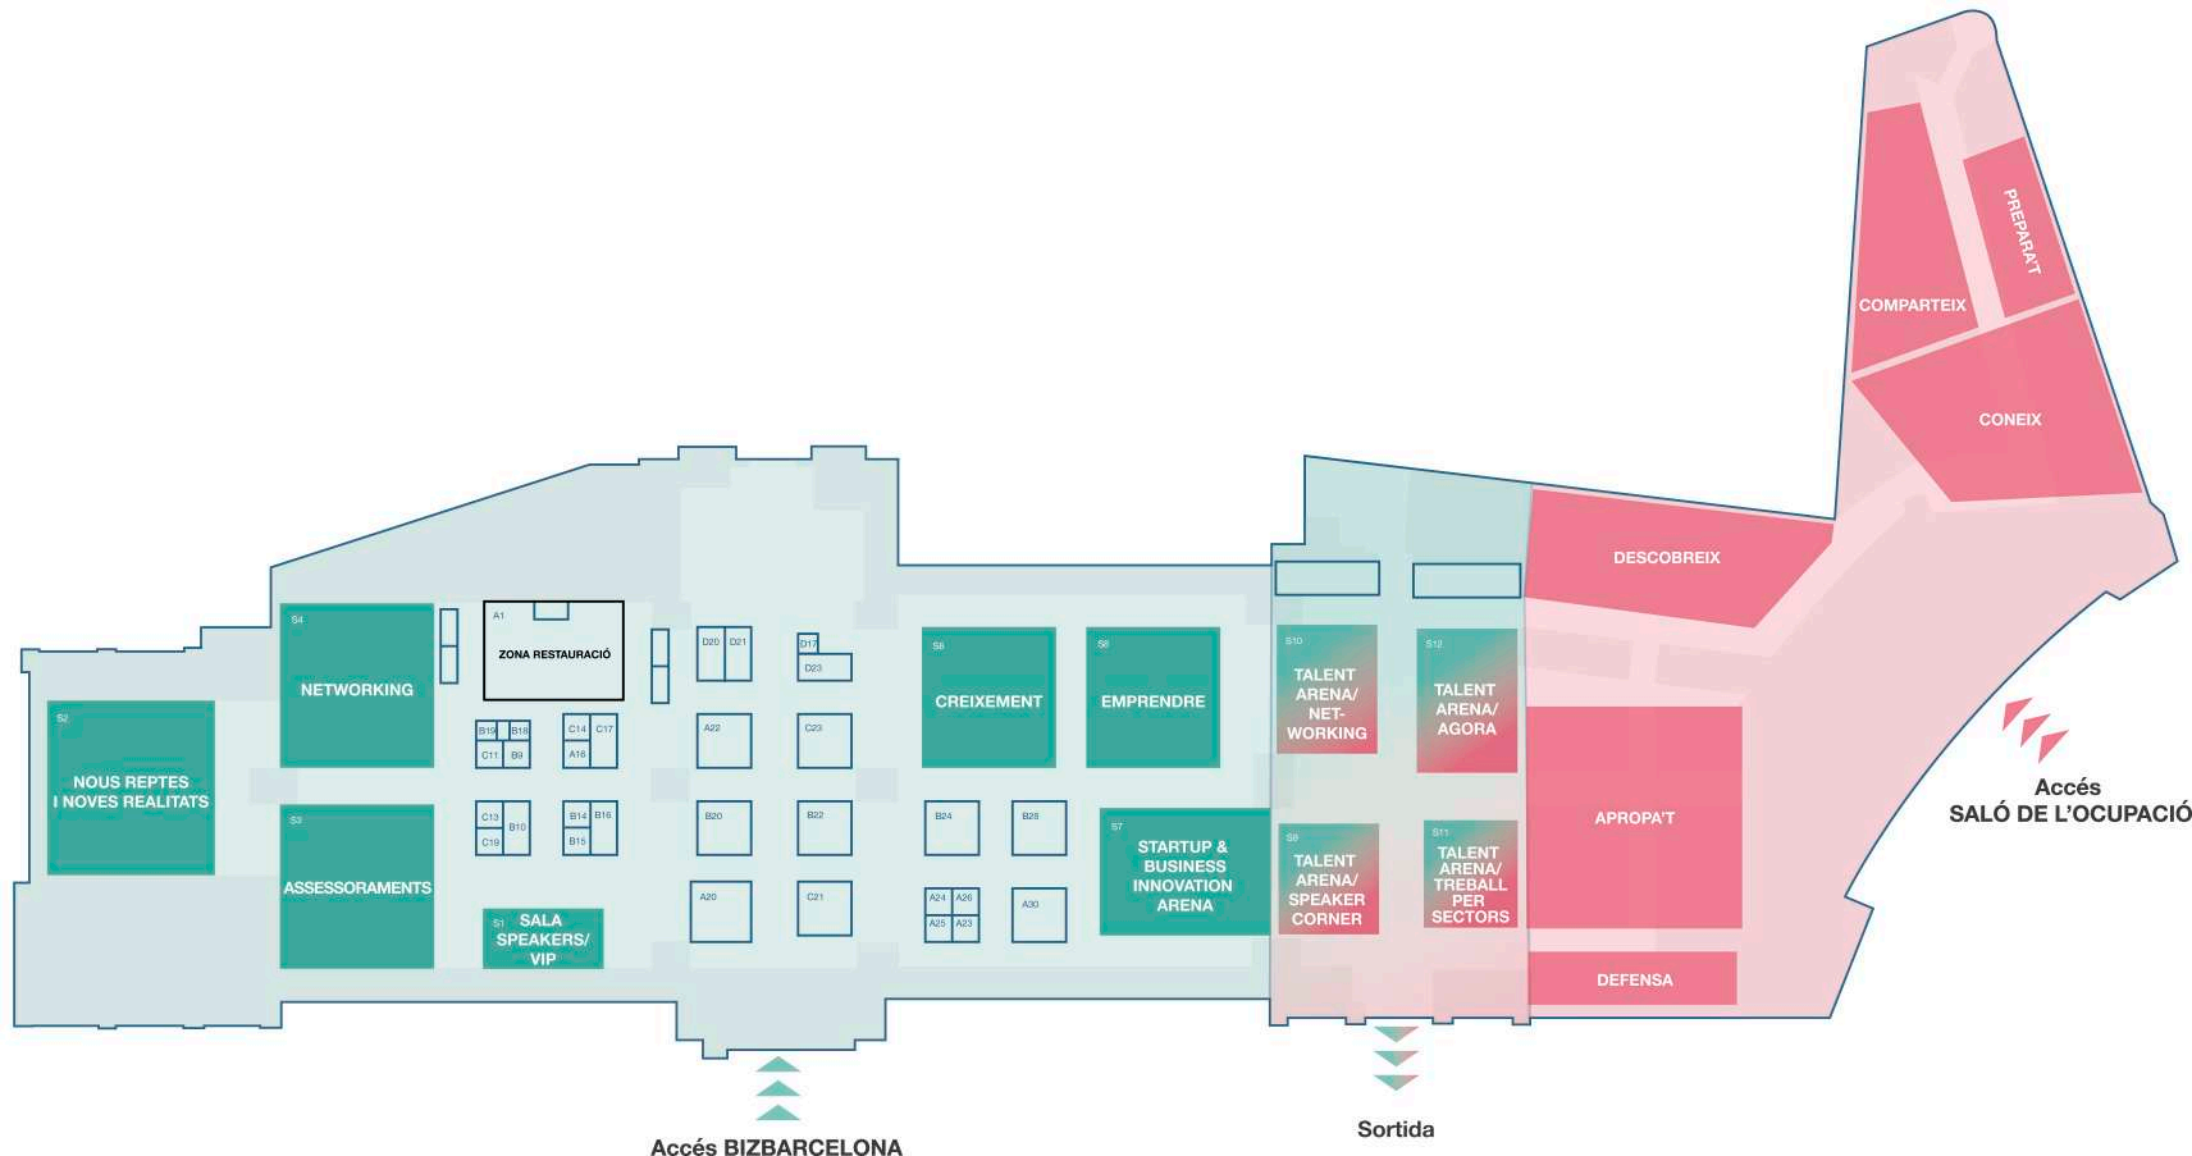 COMPARTEIX
PREPARA'T
CONEIX
DESCOBREIX
APROPA'T
DEFENSA
Accés
SALÓ DE L'OCUPACIÓ
S2
NOUS REPTES
I NOVES REALITATS
S4
NETWORKING
S3
ASSESSORAMENTS
A1
ZONA RESTAURACIÓ
B19
B18
C11
B9
C14
C17
A16
C13
B10
C19
B14
B16
B15
S1
SALA
SPEAKERS/
VIP
D20
D21
D17
D23
A22
C23
B20
B22
A20
C21
CREIXEMENT
S6
EMPRENDRE
B24
B28
A24
A26
A25
A23
A30
S7
STARTUP &
BUSINESS
INNOVATION
ARENA
S10
TALENT
ARENA/
NET-
WORKING
S12
TALENT
ARENA/
AGORA
S9
TALENT
ARENA/
SPEAKER
CORNER
S11
TALENT
ARENA/
TREBALL
PER
SECTORS
Accés BIZBARCELONA
Sortida